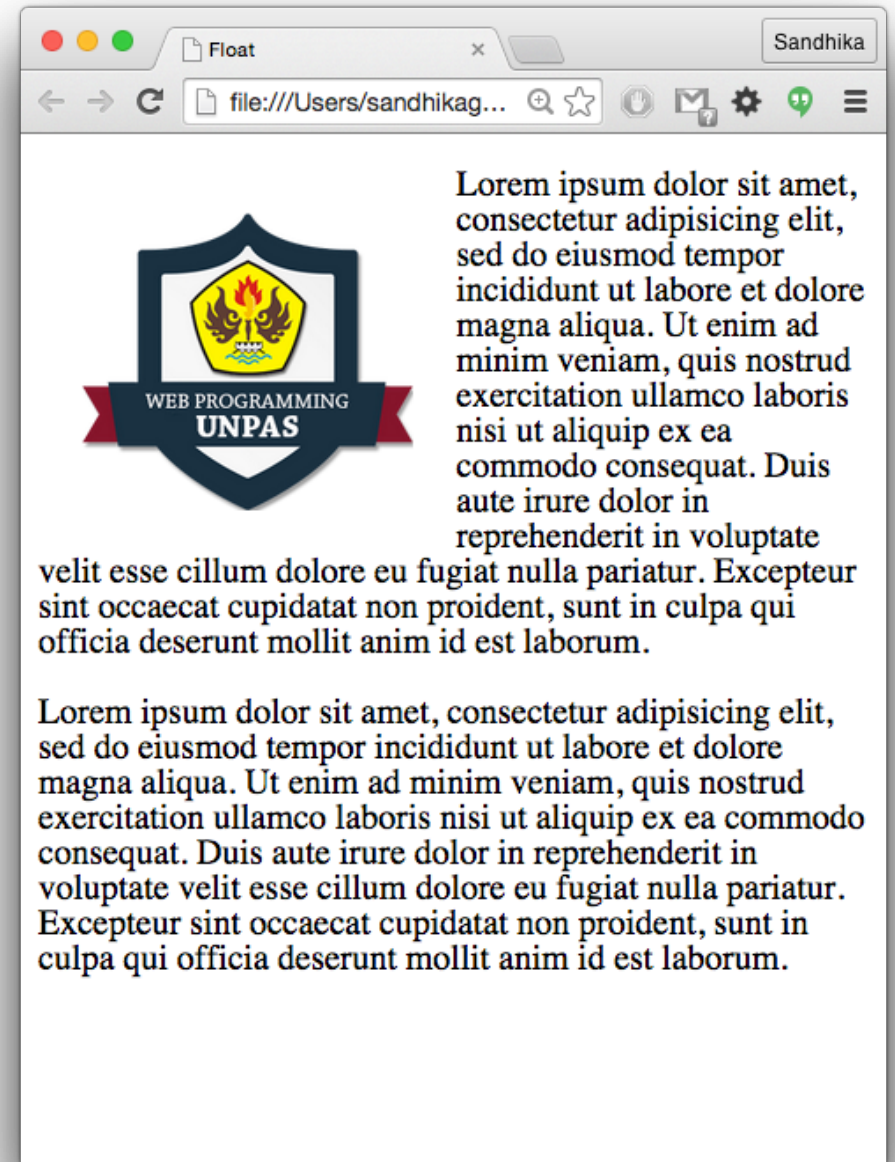 Float
Sandhika
file:///Users/sandhikag...
Lorem ipsum dolor sit amet,
consectetur adipisicing elit,
sed do eiusmod tempor
incididunt ut labore et dolore
magna aliqua. Ut enim ad
minim veniam, quis nostrud
exercitation ullamco laboris
nisi ut aliquip ex ea
commodo consequat. Duis
aute irure dolor in
reprehenderit in voluptate
WEB PROGRAMMING
UNPAS
velit esse cillum dolore eu fugiat nulla pariatur. Excepteur
sint occaecat cupidatat non proident, sunt in culpa qui
officia deserunt mollit anim id est laborum.
Lorem ipsum dolor sit amet, consectetur adipisicing elit,
sed do eiusmod tempor incididunt ut labore et dolore
magna aliqua. Ut enim ad minim veniam, quis nostrud
exercitation ullamco laboris nisi ut aliquip ex ea commodo
consequat. Duis aute irure dolor in reprehenderit in
voluptate velit esse cillum dolore eu fugiat nulla pariatur.
Excepteur sint occaecat cupidatat non proident, sunt in
culpa qui officia deserunt mollit anim id est laborum.